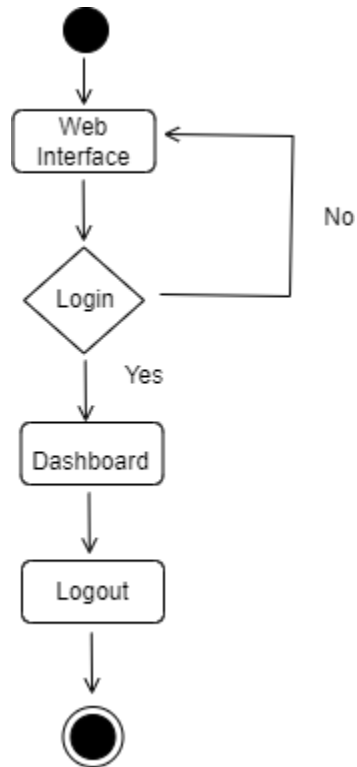 Web
Interface
No
Login
Yes
Dashboard
Logout